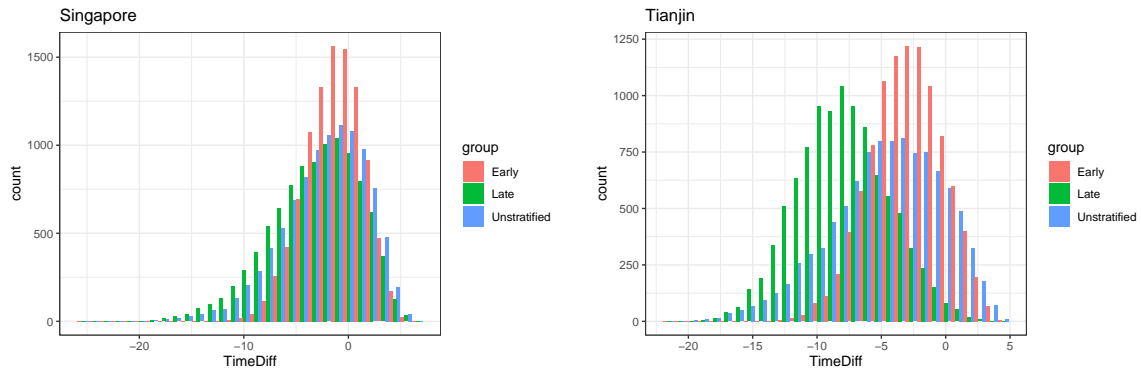 Singapore
1500
1000
500
0
count
−20
−10
0
TimeDiff
group
Early
Late
Unstratified
Tianjin
1250
1000
750
500
250
0
count
−20
−15
−10
−5
0
5
TimeDiff
group
Early
Late
Unstratified